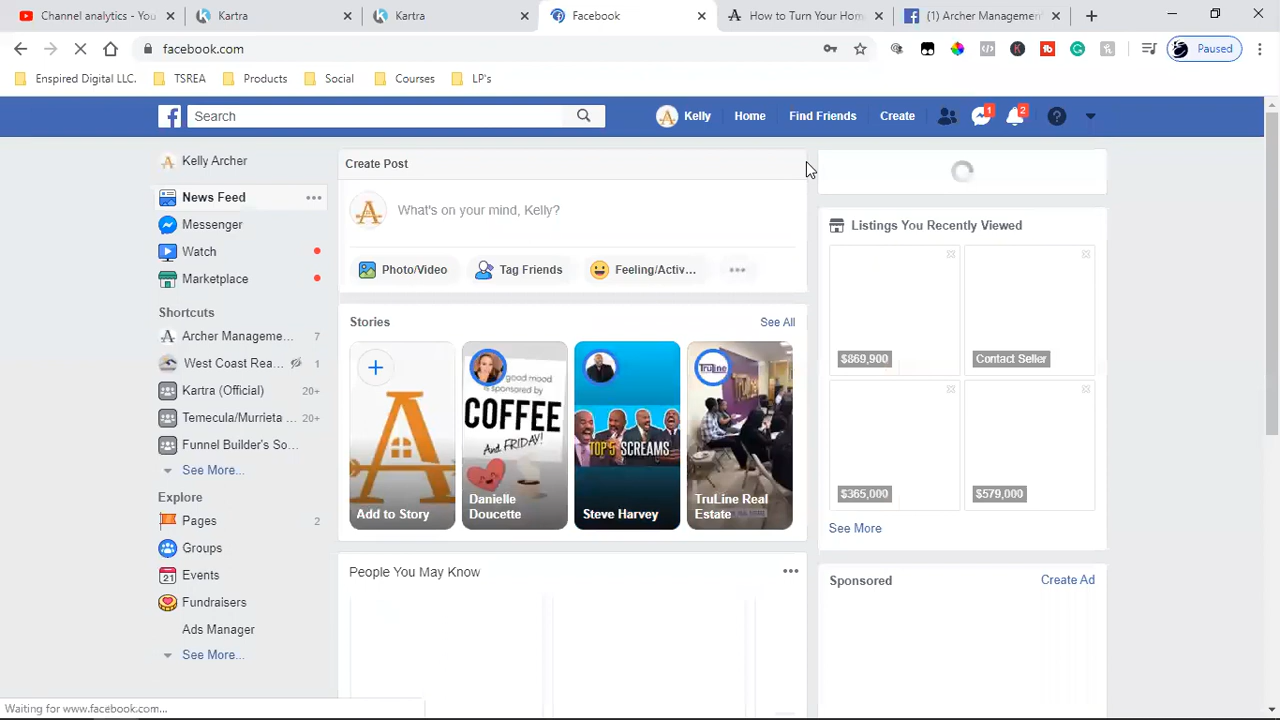 Channel analytics - You
Kartra
Kartra
Facebook
How to Turn Your Hom
(1) Archer Management
facebook.com
Paused
Enspired Digital LLC.
TSREA
Products
Social
Courses
LP's
Search
Kelly
Home
Find Friends
Create
1
2
Kelly Archer
News Feed
Messenger
Watch
Marketplace
Shortcuts
Archer Manageme... 7
West Coast Rea... 1
Kartra (Official) 20+
Temecula/Murrieta ... 20+
Funnel Builder's So...
See More...
Explore
Pages 2
Groups
Events
Fundraisers
Ads Manager
See More...
Create Post
What's on your mind, Kelly?
Photo/Video
Tag Friends
Feeling/Activ...
Stories
See All
Add to Story
good mood
is sponsored by
COFFEE
And FRIDAY!
Danielle
Doucette
TOP 5 SCREAMS
Steve Harvey
TruLine
TruLine Real
Estate
People You May Know
Listings You Recently Viewed
$869,900
Contact Seller
$365,000
$579,000
See More
Sponsored
Create Ad
Waiting for www.facebook.com...